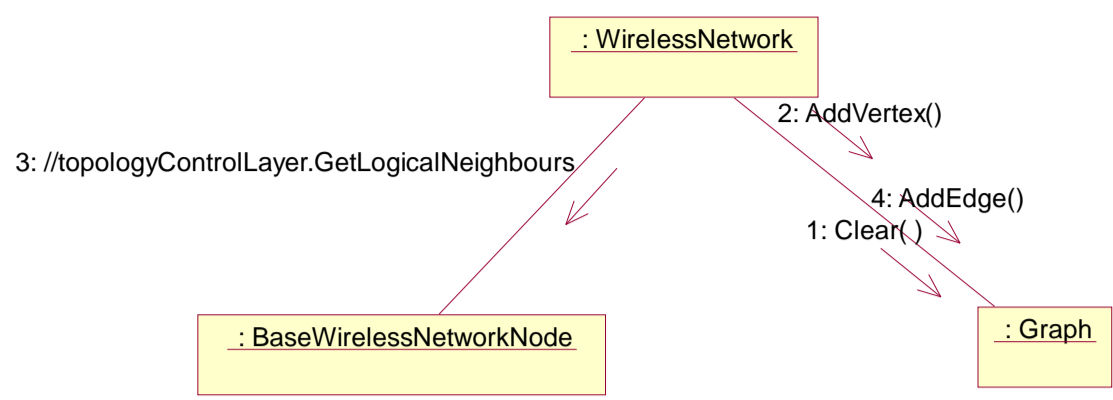 : WirelessNetwork
2: AddVertex()
3: //topologyControlLayer.GetLogicalNeighbours
4: AddEdge()
1: Clear( )
: BaseWirelessNetworkNode
: Graph